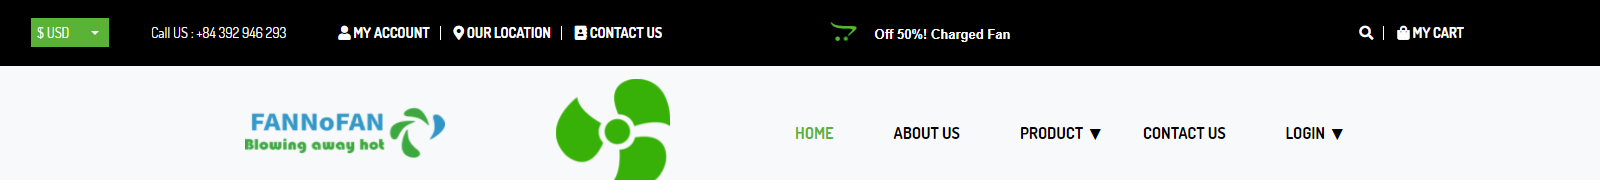 $ USD Call US : +84 392 946 293 MY ACCOUNT OUR LOCATION CONTACT US Off 50%! Charged Fan MY CART
FANNoFAN
Blowing away hot
HOME ABOUT US PRODUCT CONTACT US LOGIN